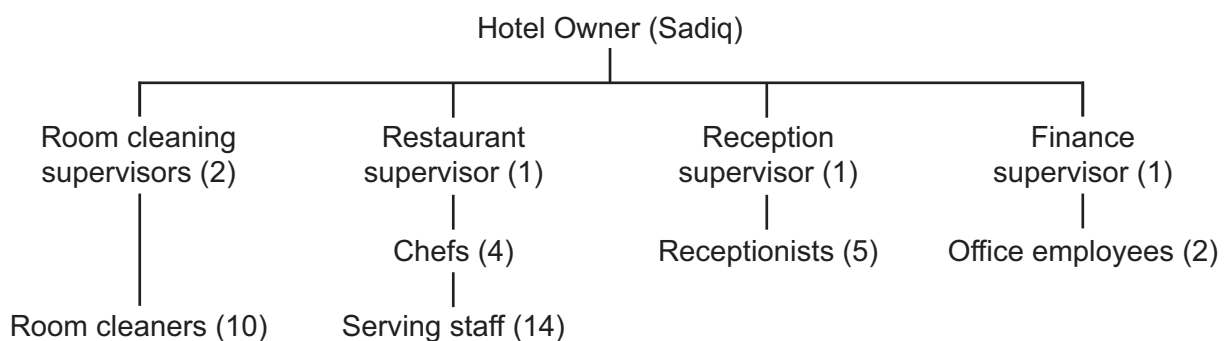 Hotel Owner (Sadiq)
Room cleaning
supervisors (2)
Restaurant
supervisor (1)
Reception
supervisor (1)
Finance
supervisor (1)
Chefs (4)
Receptionists (5)
Office employees (2)
Room cleaners (10)
Serving staff (14)